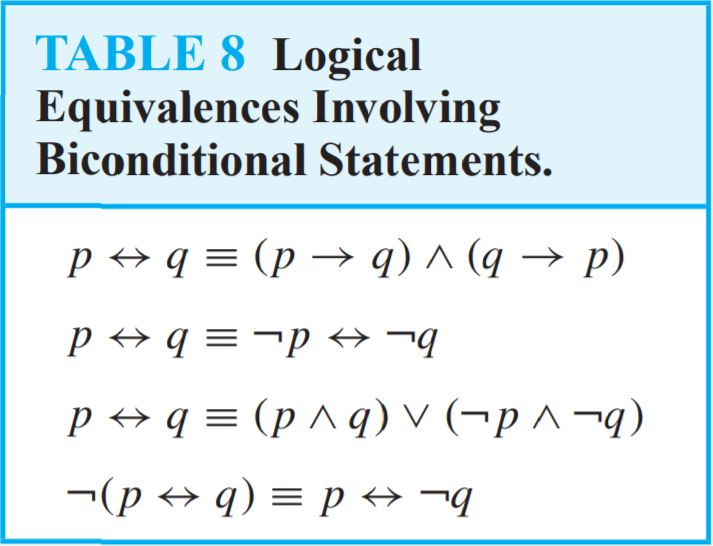 TABLE 8 Logical
Equivalences Involving
Biconditional Statements.
p ↔ q ≡ (p → q) ∧ (q → p)
p ↔ q ≡ ¬p ↔ ¬q
p ↔ q ≡ (p ∧ q) ∨ (¬p ∧ ¬q)
¬(p ↔ q) ≡ p ↔ ¬q